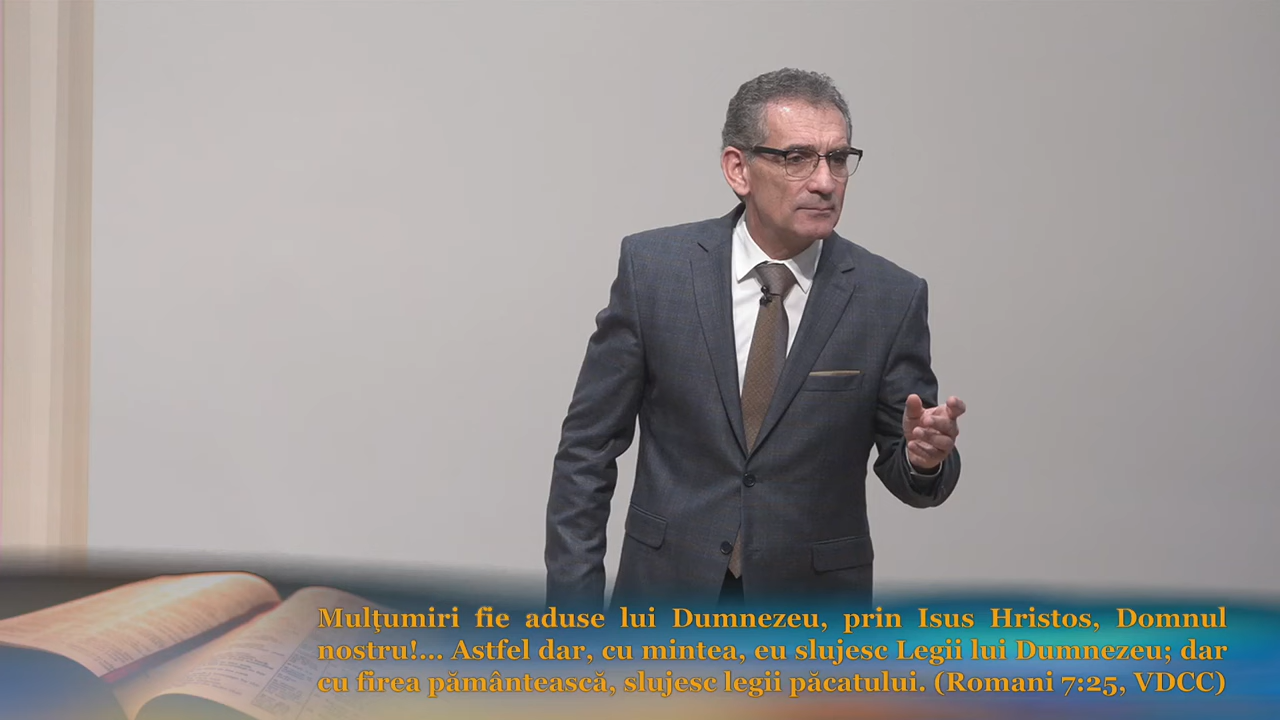 Mulţumiri fie aduse lui Dumnezeu, prin Isus Hristos, Domnul
nostru!... Astfel dar, cu mintea, eu slujesc Legii lui Dumnezeu; dar
cu firea pământească, slujesc legii păcatului. (Romani 7:25, VDCC)